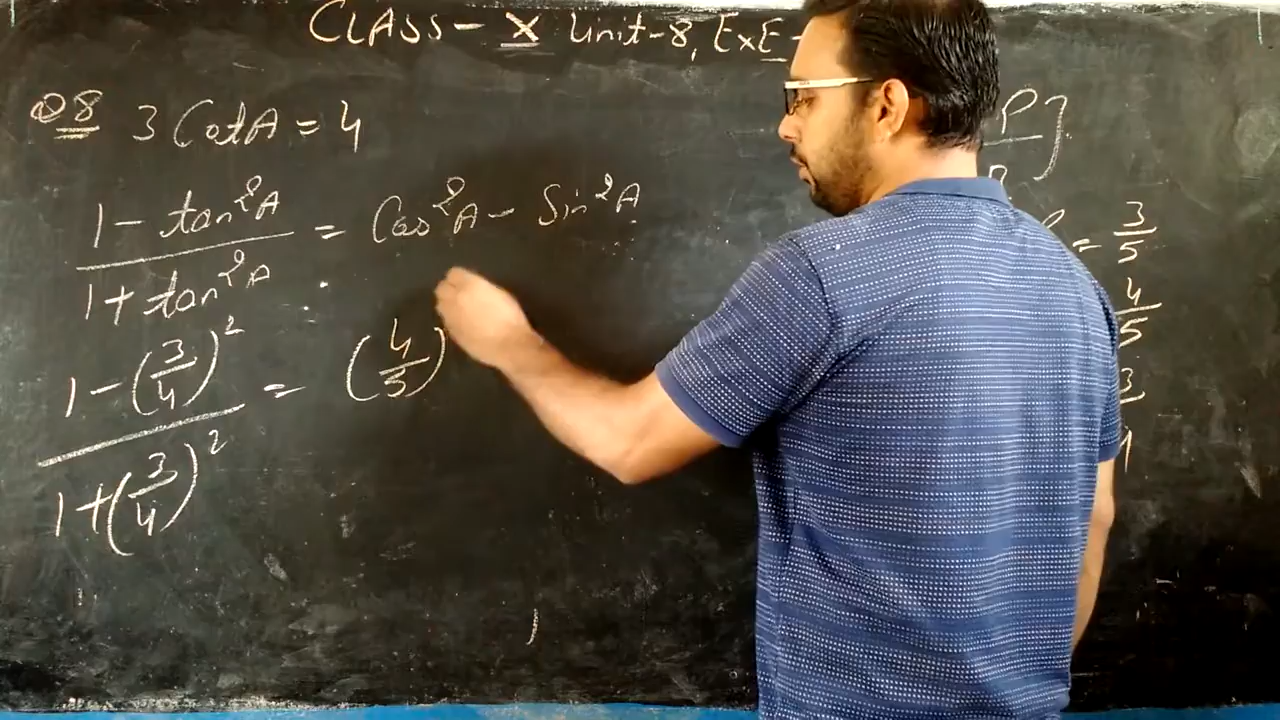 CLASS - X Unit-8, ExE-
Q8 3 CotA = 4
P
1 - tan²A / 1 + tan²A = Cos²A - Sin²A
= 3/5
4/5
1 - (3/4)² / 1 + (3/4)² = (4/5)
3